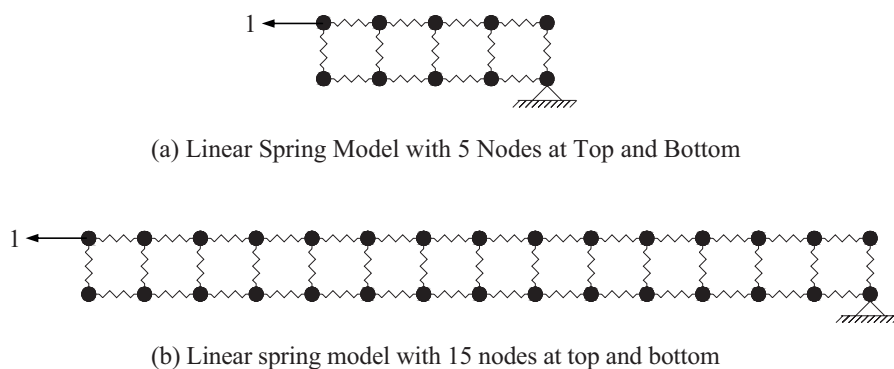 1
(a) Linear Spring Model with 5 Nodes at Top and Bottom
1
(b) Linear spring model with 15 nodes at top and bottom